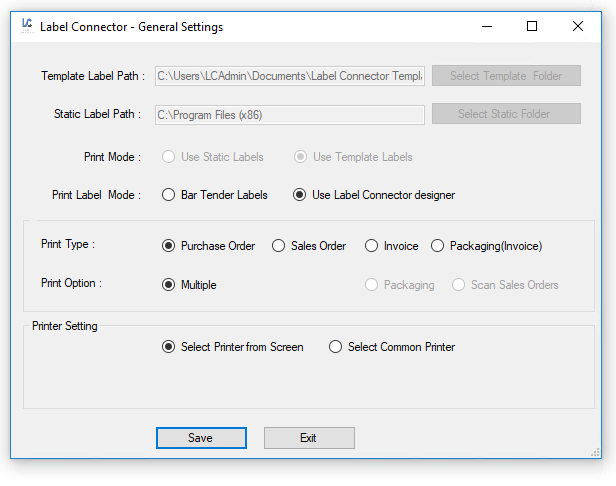 LC Label Connector - General Settings
Template Label Path : C:\Users\LCAdmin\Documents\Label Connector Templa Select Template Folder
Static Label Path : C:\Program Files (x86) Select Static Folder
Print Mode : Use Static Labels Use Template Labels
Print Label Mode : Bar Tender Labels Use Label Connector designer
Print Type : Purchase Order Sales Order Invoice Packaging(Invoice)
Print Option : Multiple Packaging Scan Sales Orders
Printer Setting
Select Printer from Screen Select Common Printer
Save Exit